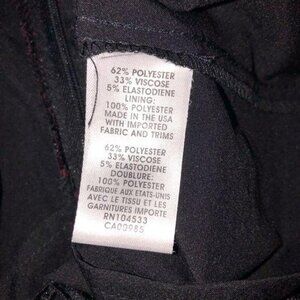 62% POLYESTER
33% VISCOSE
5% ELASTODIENE
LINING:
100% POLYESTER
MADE IN THE USA
WITH IMPORTED
FABRIC AND TRIMS
62% POLYESTER
33% VISCOSE
5% ELASTODIENE
DOUBLURE:
100% POLYESTER
FABRIQUE AUX ETATS-UNIS
AVEC LE TISSU ET LES
GARNITURES IMPORTE
RN104533
CA00985